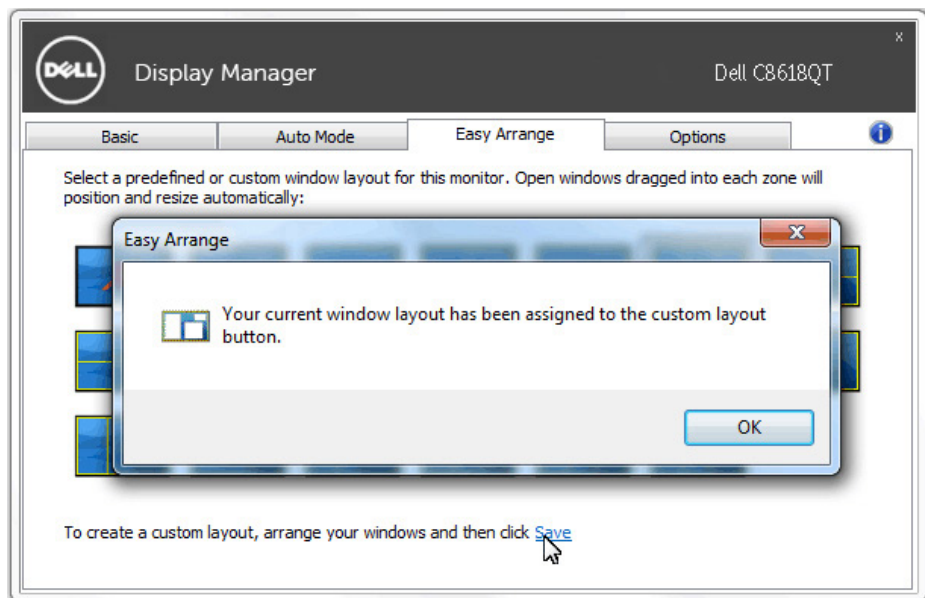 x
DELL
Display Manager
Dell C8618QT
Basic
Auto Mode
Easy Arrange
Options
i
Select a predefined or custom window layout for this monitor. Open windows dragged into each zone will
position and resize automatically:
Easy Arrange
Your current window layout has been assigned to the custom layout
button.
OK
To create a custom layout, arrange your windows and then click Save